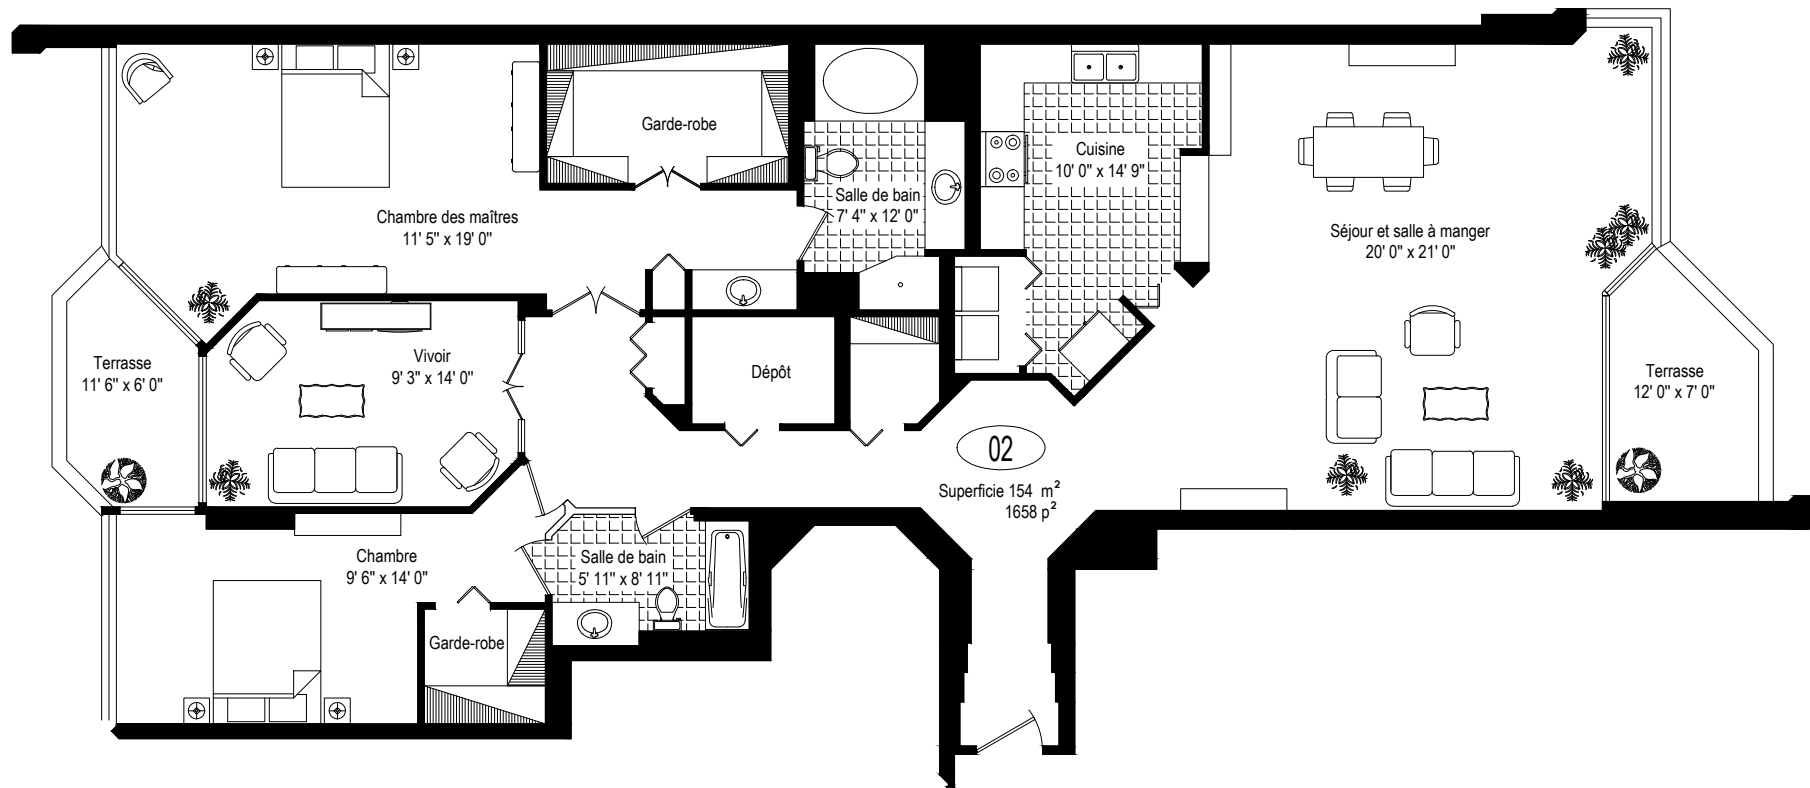 Garde-robe
Cuisine
10' 0" x 14' 9"
Salle de bain
7' 4" x 12' 0"
Chambre des maîtres
11' 5" x 19' 0"
Séjour et salle à manger
20' 0" x 21' 0"
Terrasse
11' 6" x 6' 0"
Vivoir
9' 3" x 14' 0"
Dépôt
Terrasse
12' 0" x 7' 0"
02
Superficie 154 m²
1658 p²
Chambre
9' 6" x 14' 0"
Salle de bain
5' 11" x 8' 11"
Garde-robe